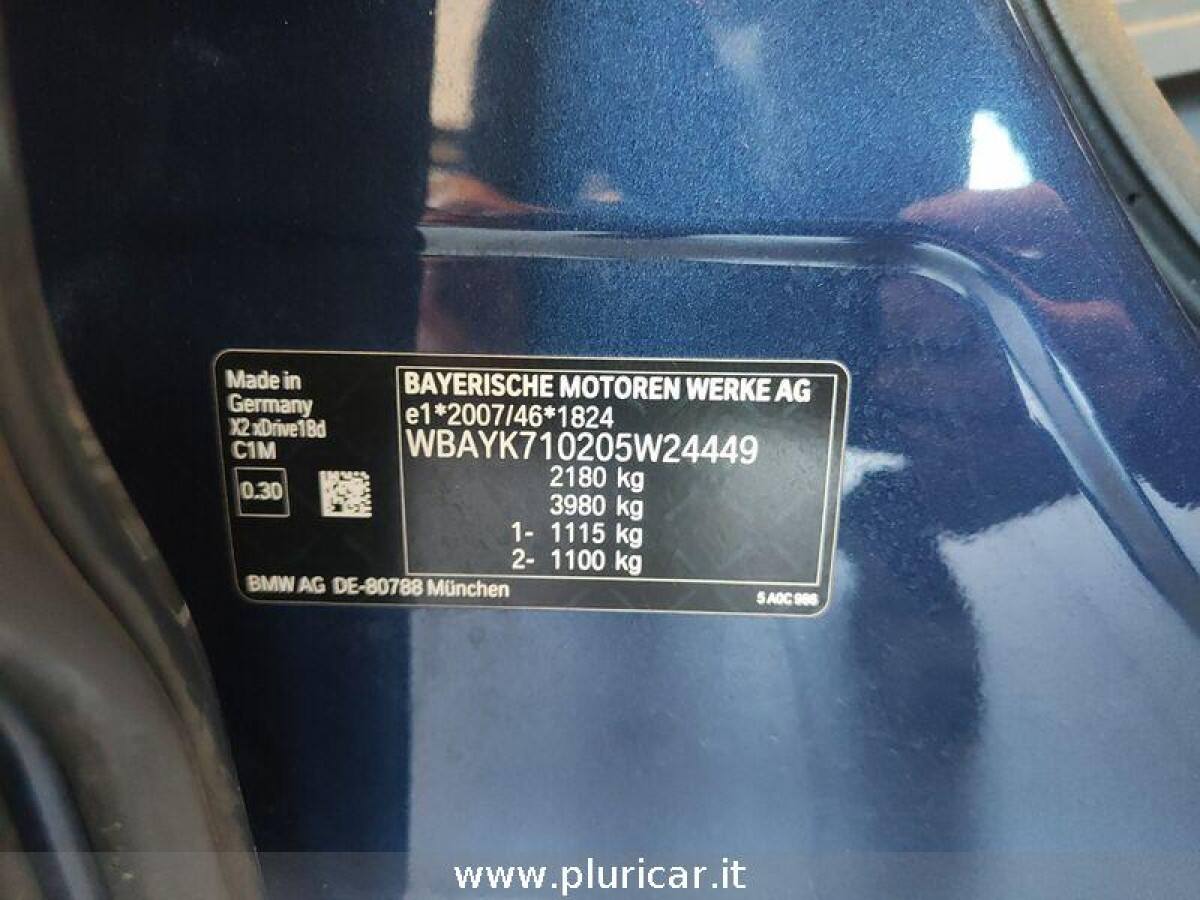 Made in
Germany
X2 xDrive18d
C1M
0.30
BAYERISCHE MOTOREN WERKE AG
e1*2007/46*1824
WBAYK710205W24449
2180 kg
3980 kg
1- 1115 kg
2- 1100 kg
BMW AG DE-80788 München
5 A0C 986
www.pluricar.it